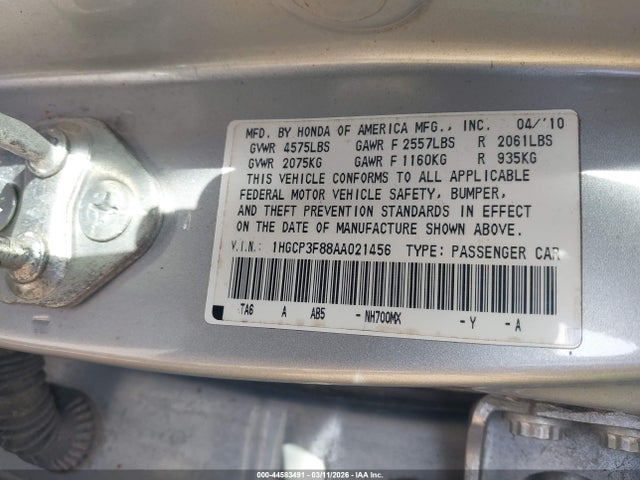 MFD. BY HONDA OF AMERICA MFG., INC. 04/'10
GVWR 4575LBS GAWR F 2557LBS R 2061LBS
GVWR 2075KG GAWR F 1160KG R 935KG
THIS VEHICLE CONFORMS TO ALL APPLICABLE
FEDERAL MOTOR VEHICLE SAFETY, BUMPER,
AND THEFT PREVENTION STANDARDS IN EFFECT
ON THE DATE OF MANUFACTURE SHOWN ABOVE.
V.I.N.: 1HGCP3F88AA021456 TYPE: PASSENGER CAR
TA6 A AB5 - NH700MX - Y - A
000-44583491 - 03/11/2026 - IAA Corp.